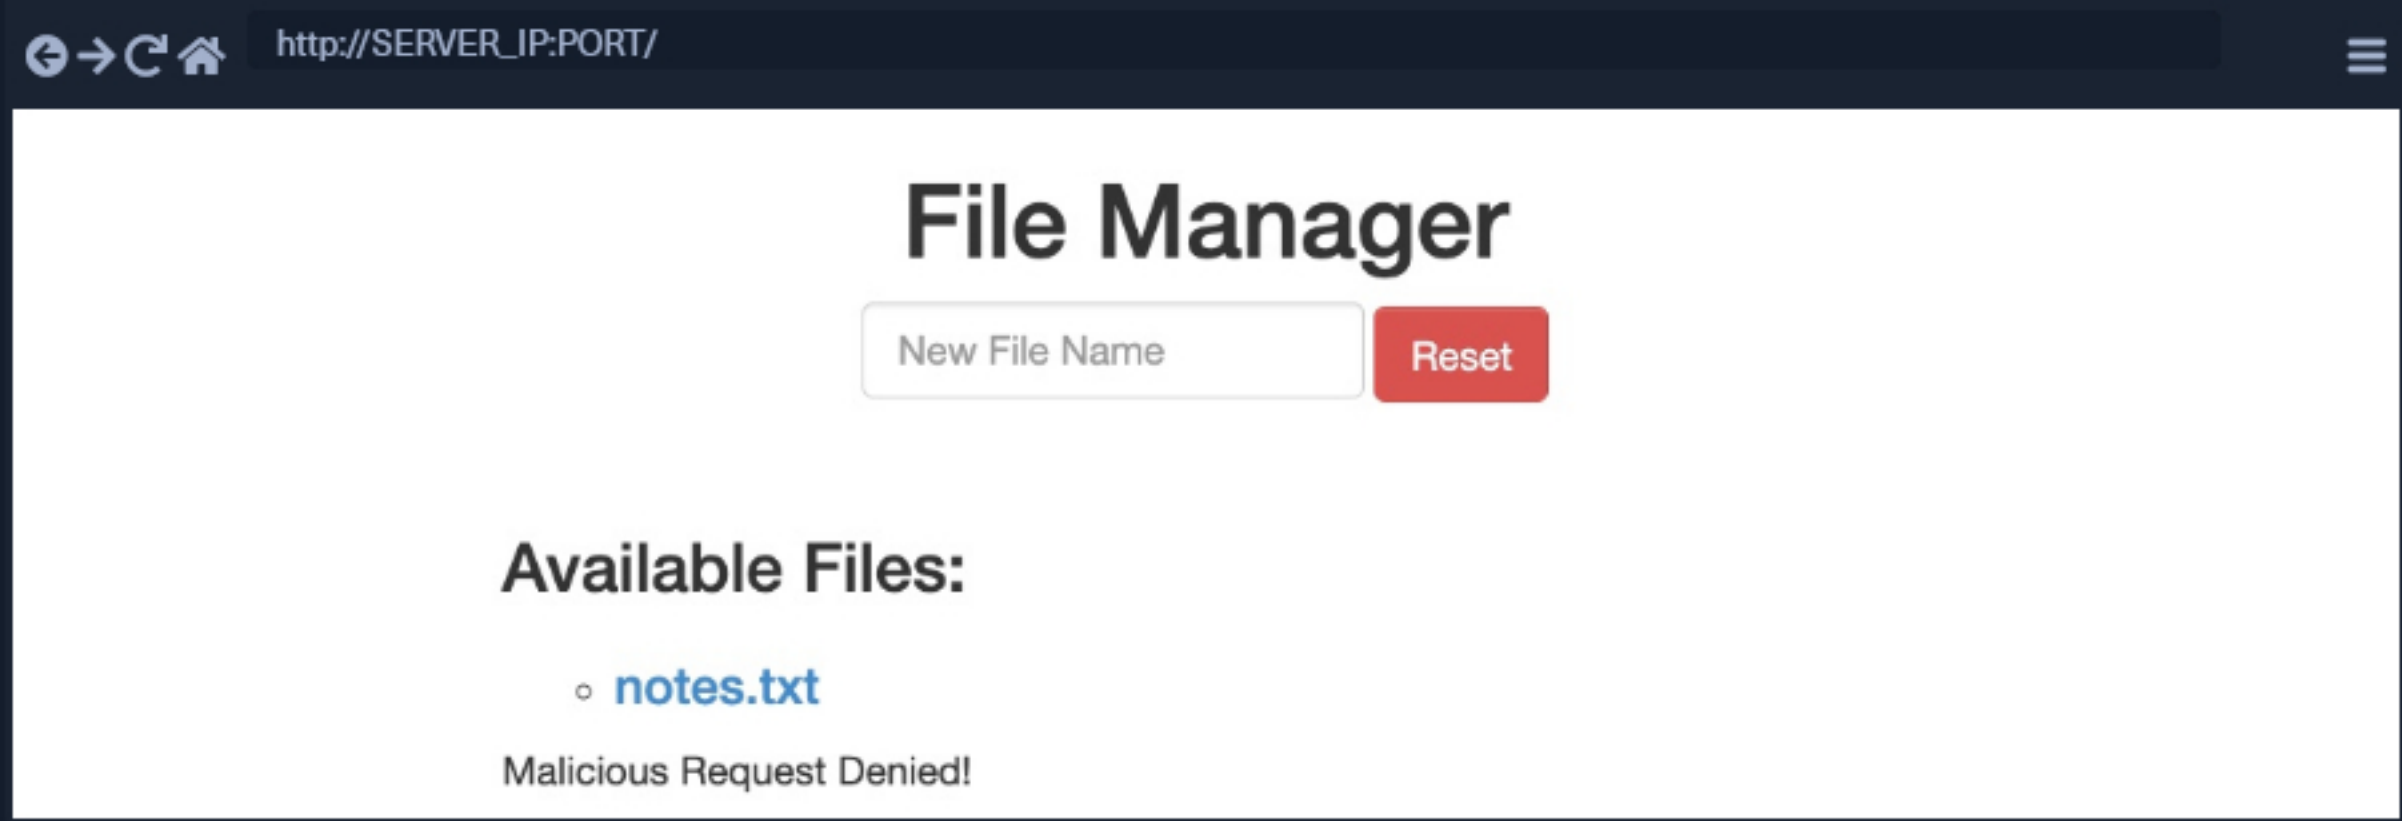 http://SERVER_IP:PORT/
File Manager
New File Name
Reset
Available Files:
notes.txt
Malicious Request Denied!